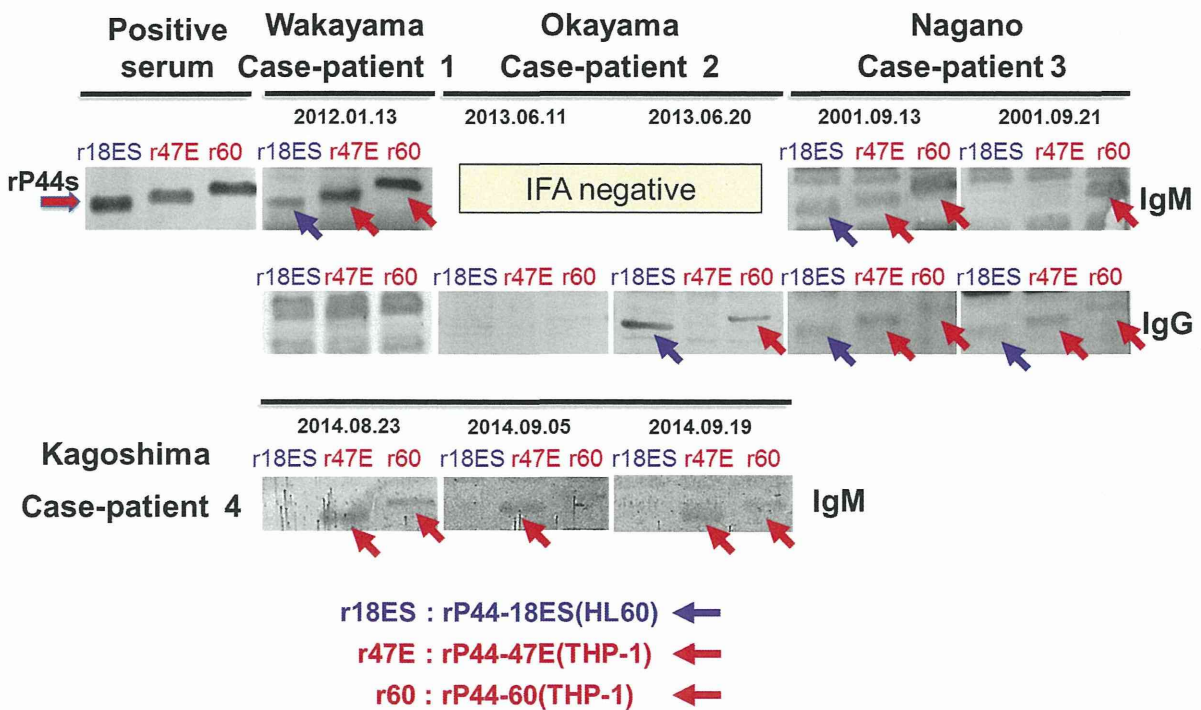 Positive serum
Wakayama Case-patient 1
Okayama Case-patient 2
Nagano Case-patient 3
2012.01.13 2013.06.11 2013.06.20 2001.09.13 2001.09.21
r18ES r47E r60 r18ES r47E r60 r18ES r47E r60 r18ES r47E r60
rP44s IFA negative IgM
r18ES r47E r60 r18ES r47E r60 r18ES r47E r60 r18ES r47E r60 r18ES r47E r60
IgG
2014.08.23 2014.09.05 2014.09.19
r18ES r47E r60 r18ES r47E r60 r18ES r47E r60
Kagoshima
Case-patient 4 IgM
r18ES : rP44-18ES(HL60)
r47E : rP44-47E(THP-1)
r60 : rP44-60(THP-1)